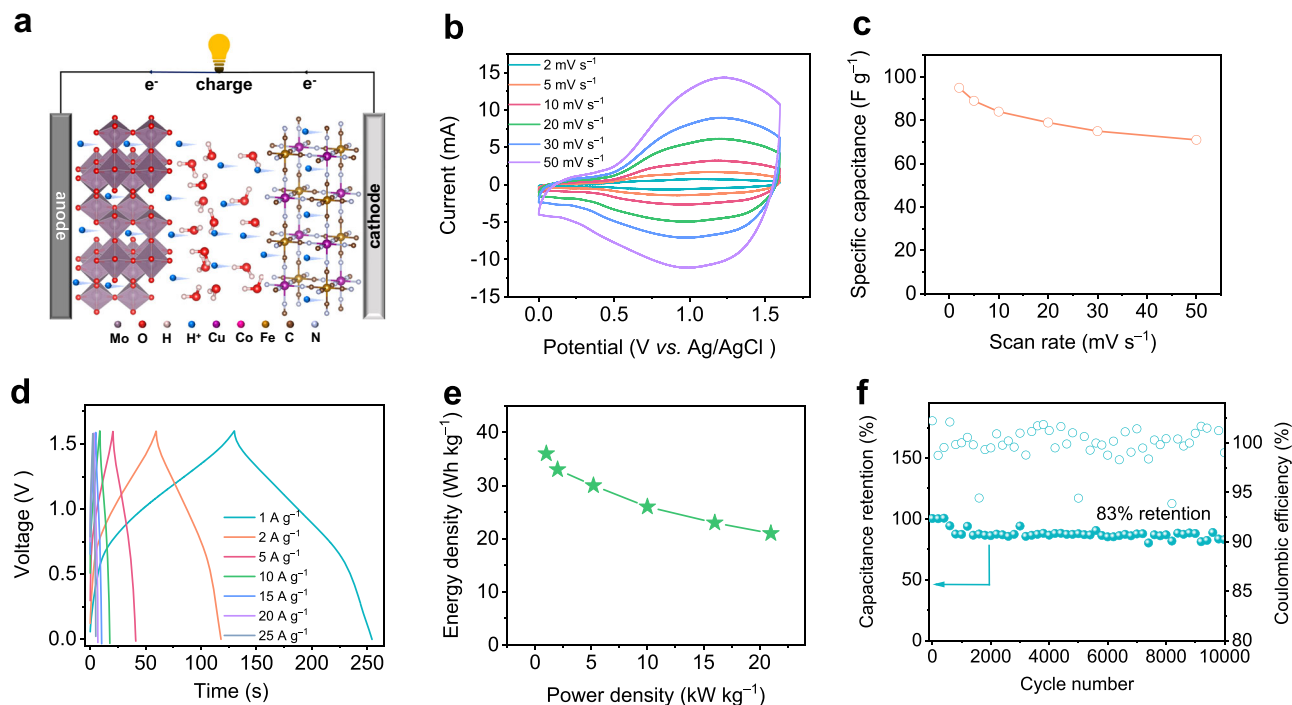 a
e⁻ charge e⁻
anode
cathode
Mo O H H⁺ Cu Co Fe C N
b
2 mV s⁻¹
5 mV s⁻¹
10 mV s⁻¹
20 mV s⁻¹
30 mV s⁻¹
50 mV s⁻¹
15
10
5
0
-5
-10
-15
Current (mA)
0.0 0.5 1.0 1.5
Potential (V vs. Ag/AgCl )
c
100
80
60
40
20
0
Specific capacitance (F g⁻¹)
0 10 20 30 40 50
Scan rate (mV s⁻¹)
d
1.5
1.0
0.5
0.0
Voltage (V )
1 A g⁻¹
2 A g⁻¹
5 A g⁻¹
10 A g⁻¹
15 A g⁻¹
20 A g⁻¹
25 A g⁻¹
0 50 100 150 200 250
Time (s)
e
40
30
20
10
0
Energy density (Wh kg⁻¹)
0 5 10 15 20
Power density (kW kg⁻¹)
f
150
100
50
0
Capacitance retention (%)
83% retention
100
95
90
85
80
Coulombic efficiency (%)
0 2000 4000 6000 8000 10000
Cycle number